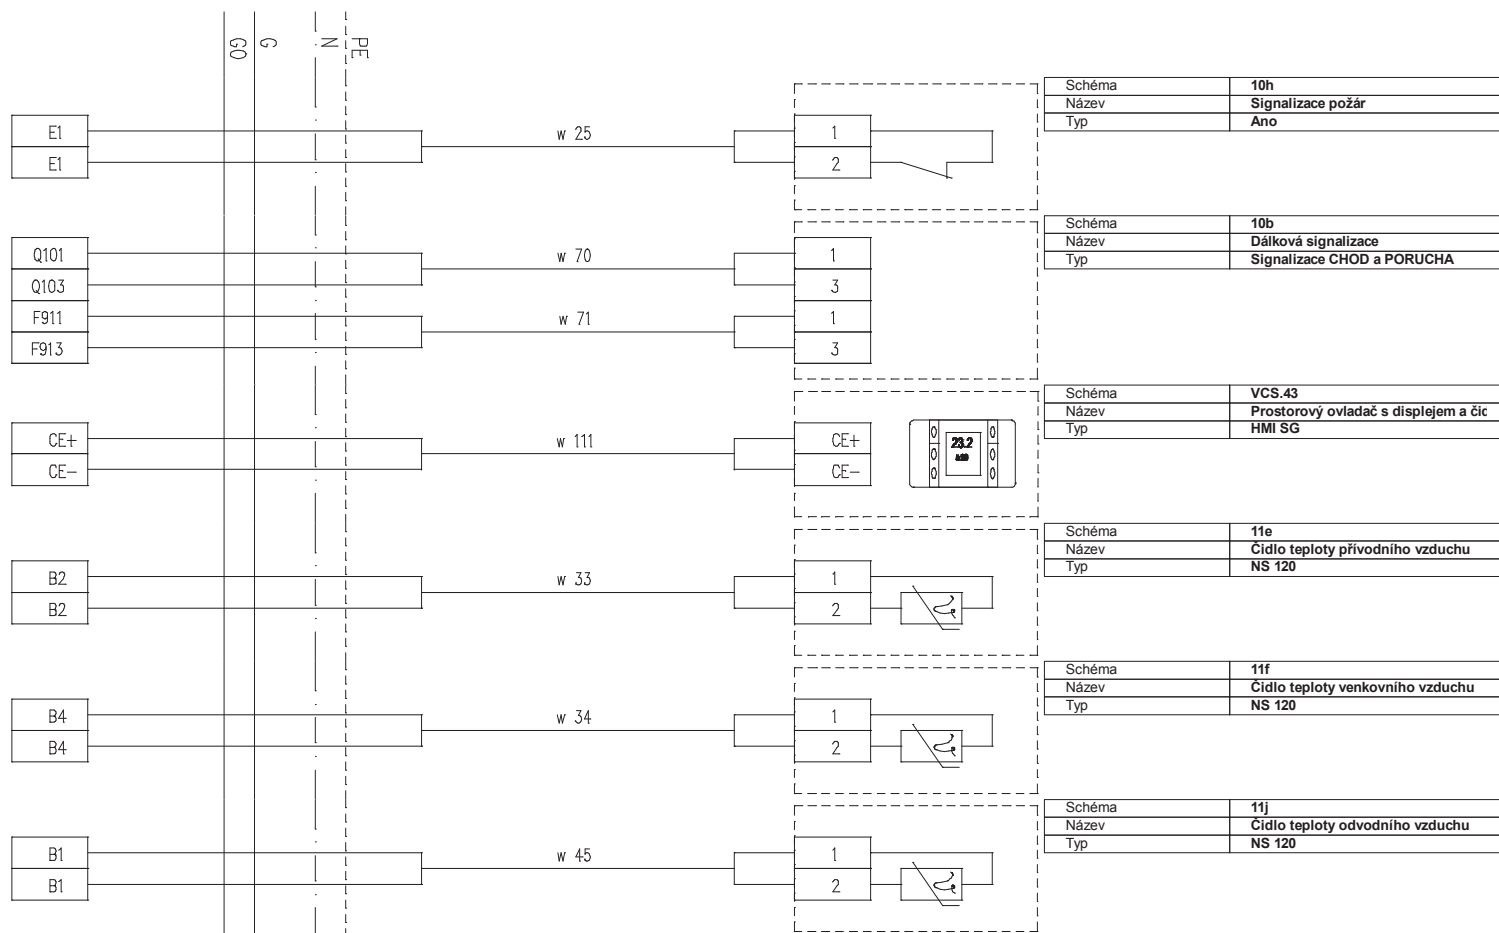 G0 G N PE
Schéma 10h
Název Signalizace požár
Typ Ano
E1 w 25 1
E1 2
Schéma 10b
Název Dálková signalizace
Typ Signalizace CHOD a PORUCHA
Q101 w 70 1
Q103 3
F911 w 71 1
F913 3
Schéma VCS.43
Název Prostorový ovladač s displejem a čid
Typ HMI SG
CE+ w 111 CE+ 23.2
CE- CE-
Schéma 11e
Název Čidlo teploty přívodního vzduchu
Typ NS 120
B2 w 33 1
B2 2
Schéma 11f
Název Čidlo teploty venkovního vzduchu
Typ NS 120
B4 w 34 1
B4 2
Schéma 11j
Název Čidlo teploty odvodního vzduchu
Typ NS 120
B1 w 45 1
B1 2